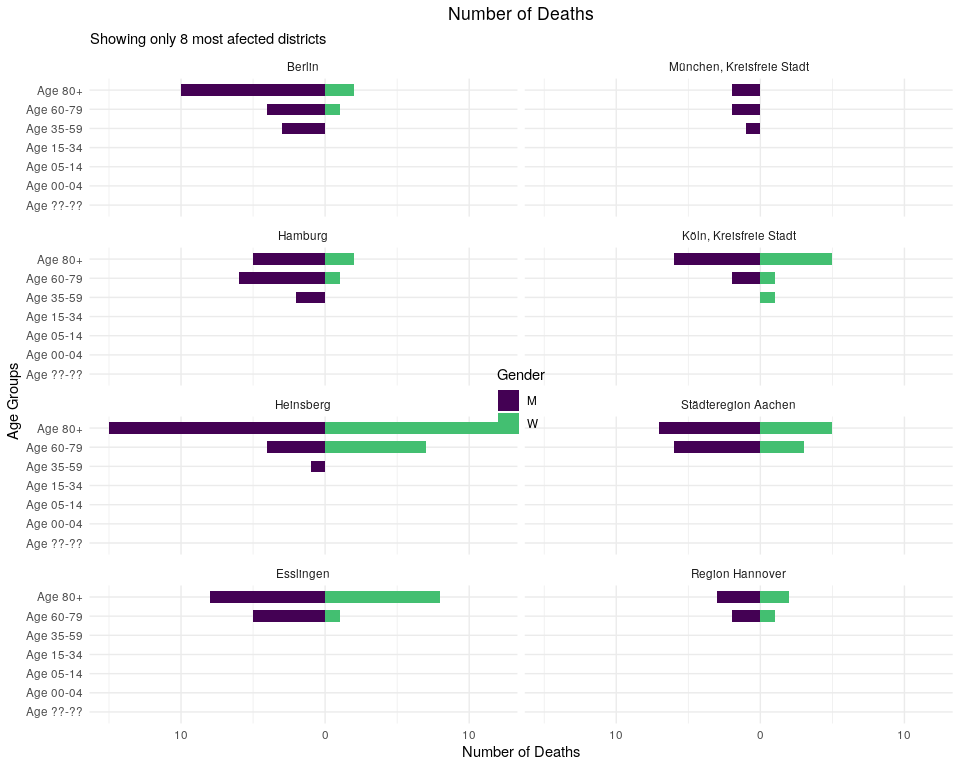 Number of Deaths
Showing only 8 most afected districts
Berlin
München, Kreisfreie Stadt
Age 80+
Age 60-79
Age 35-59
Age 15-34
Age 05-14
Age 00-04
Age ??-??
Hamburg
Köln, Kreisfreie Stadt
Age 80+
Age 60-79
Age 35-59
Age 15-34
Age 05-14
Age 00-04
Age ??-??
Gender
M
W
Age Groups
Heinsberg
Städteregion Aachen
Age 80+
Age 60-79
Age 35-59
Age 15-34
Age 05-14
Age 00-04
Age ??-??
Esslingen
Region Hannover
Age 80+
Age 60-79
Age 35-59
Age 15-34
Age 05-14
Age 00-04
Age ??-??
10 0 10 10 0 10
Number of Deaths